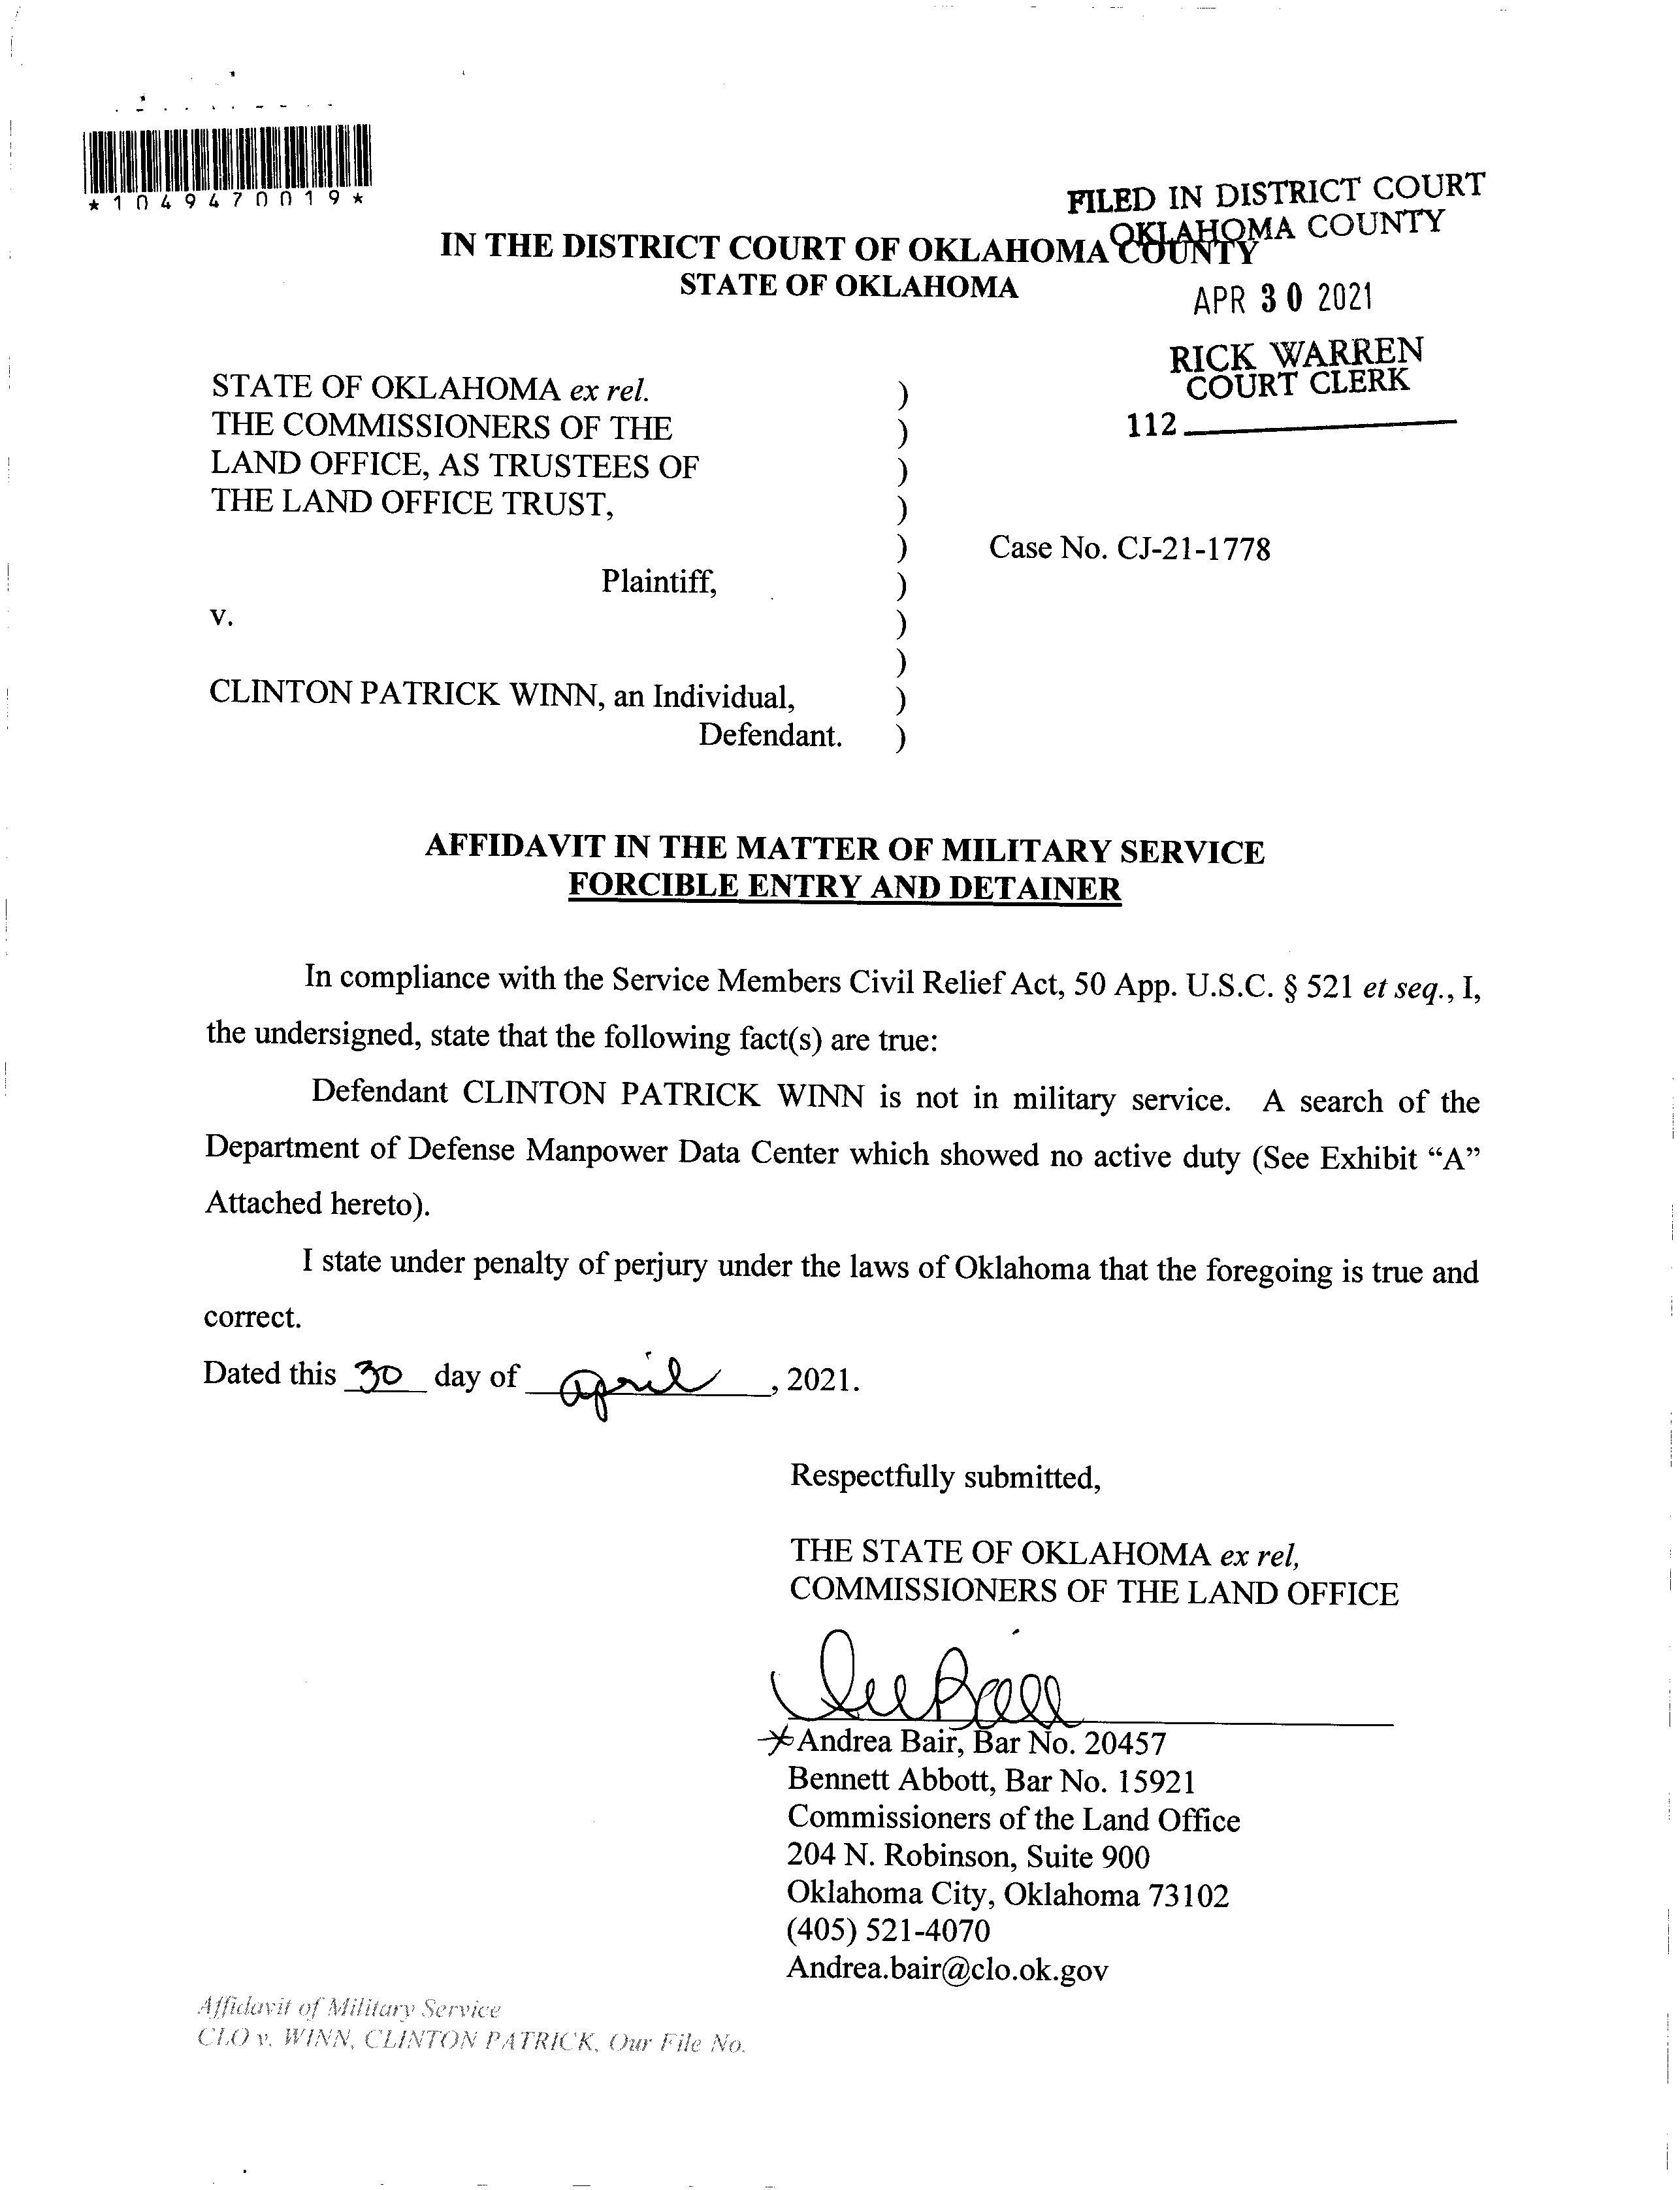 *1049470019*
FILED IN DISTRICT COURT
OKLAHOMA COUNTY
IN THE DISTRICT COURT OF OKLAHOMA COUNTY
STATE OF OKLAHOMA
APR 30 2021
RICK WARREN
COURT CLERK
112
STATE OF OKLAHOMA ex rel. )
THE COMMISSIONERS OF THE )
LAND OFFICE, AS TRUSTEES OF )
THE LAND OFFICE TRUST, )
) Case No. CJ-21-1778
Plaintiff, )
v. )
)
CLINTON PATRICK WINN, an Individual, )
Defendant. )
AFFIDAVIT IN THE MATTER OF MILITARY SERVICE
FORCIBLE ENTRY AND DETAINER
In compliance with the Service Members Civil Relief Act, 50 App. U.S.C. § 521 et seq., I,
the undersigned, state that the following fact(s) are true:
Defendant CLINTON PATRICK WINN is not in military service. A search of the
Department of Defense Manpower Data Center which showed no active duty (See Exhibit “A”
Attached hereto).
I state under penalty of perjury under the laws of Oklahoma that the foregoing is true and
correct.
Dated this 30 day of april, 2021.
Respectfully submitted,
THE STATE OF OKLAHOMA ex rel,
COMMISSIONERS OF THE LAND OFFICE
Andrea Bair, Bar No. 20457
Bennett Abbott, Bar No. 15921
Commissioners of the Land Office
204 N. Robinson, Suite 900
Oklahoma City, Oklahoma 73102
(405) 521-4070
Andrea.bair@clo.ok.gov
Affidavit of Military Service
CLO v. WINN, CLINTON PATRICK, Our File No.